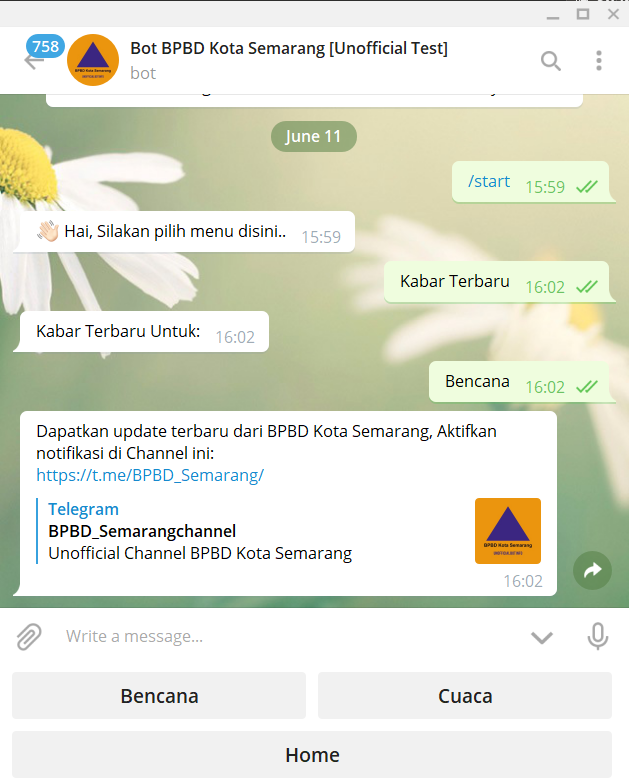 758
Bot BPBD Kota Semarang [Unofficial Test]
bot
June 11
/start 15:59
👋🏻 Hai, Silakan pilih menu disini.. 15:59
Kabar Terbaru 16:02
Kabar Terbaru Untuk: 16:02
Bencana 16:02
Dapatkan update terbaru dari BPBD Kota Semarang, Aktifkan
notifikasi di Channel ini:
https://t.me/BPBD_Semarang/
Telegram
BPBD_Semarangchannel
Unofficial Channel BPBD Kota Semarang
BPBD Kota Semarang
16:02
Write a message...
Bencana
Cuaca
Home